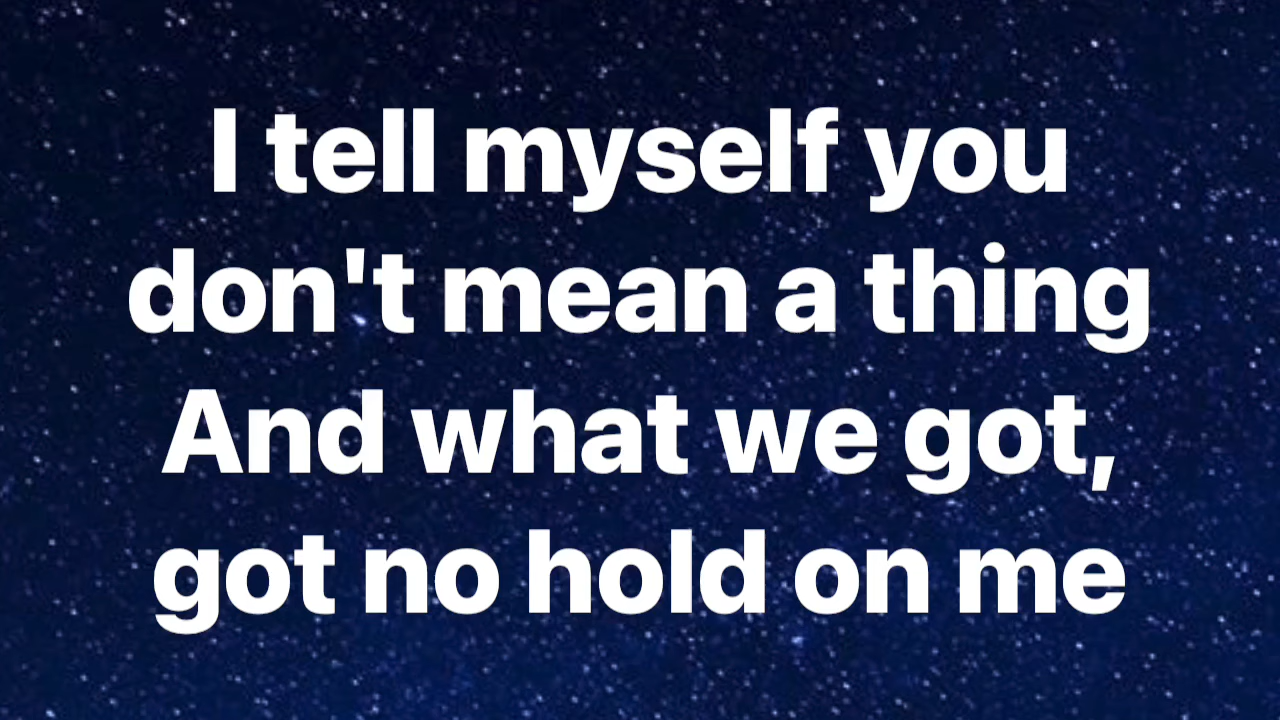 I tell myself you
don't mean a thing
And what we got,
got no hold on me